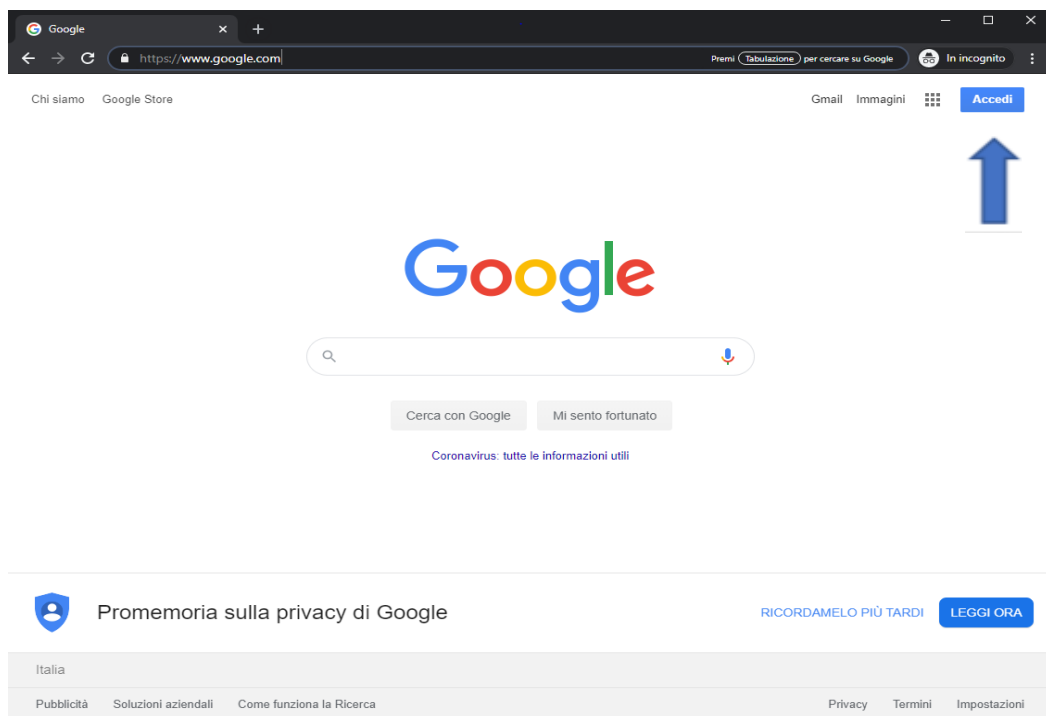 Google
https://www.google.com
Premi Tabulazione per cercare su Google
In incognito
Chi siamo Google Store
Gmail Immagini Accedi
Google
Cerca con Google Mi sento fortunato
Coronavirus: tutte le informazioni utili
Promemoria sulla privacy di Google
RICORDAMELO PIÙ TARDI LEGGI ORA
Italia
Pubblicità Soluzioni aziendali Come funziona la Ricerca
Privacy Termini Impostazioni